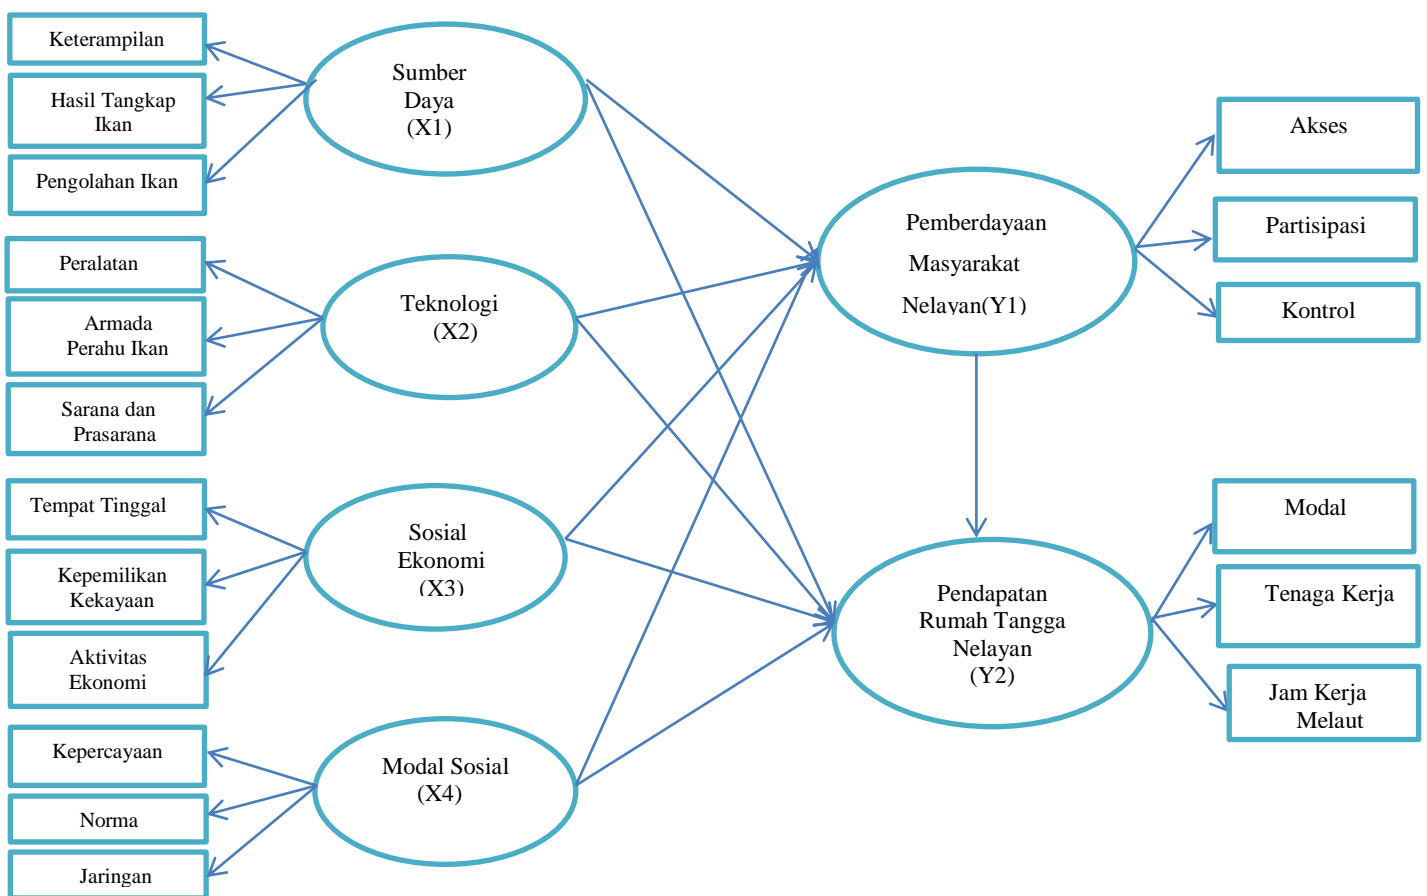 Keterampilan
Hasil Tangkap
Ikan
Pengolahan Ikan
Peralatan
Armada
Perahu Ikan
Sarana dan
Prasarana
Tempat Tinggal
Kepemilikan
Kekayaan
Aktivitas
Ekonomi
Kepercayaan
Norma
Jaringan
Sumber
Daya
(X1)
Teknologi
(X2)
Sosial
Ekonomi
(X3)
Modal Sosial
(X4)
Pemberdayaan
Masyarakat
Nelayan(Y1)
Pendapatan
Rumah Tangga
Nelayan
(Y2)
Akses
Partisipasi
Kontrol
Modal
Tenaga Kerja
Jam Kerja
Melaut